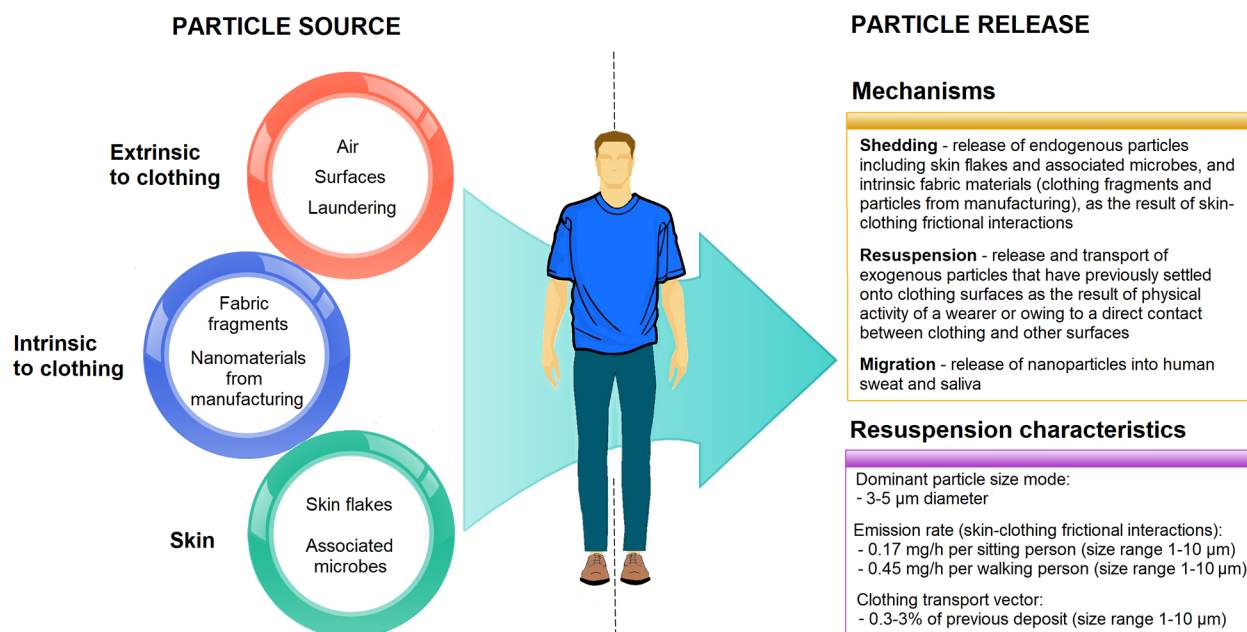 PARTICLE SOURCE
Extrinsic
to clothing
Air
Surfaces
Laundering
Intrinsic
to clothing
Fabric
fragments
Nanomaterials
from
manufacturing
Skin
Skin flakes
Associated
microbes
PARTICLE RELEASE
Mechanisms
Shedding - release of endogenous particles
including skin flakes and associated microbes, and
intrinsic fabric materials (clothing fragments and
particles from manufacturing), as the result of skin-
clothing frictional interactions
Resuspension - release and transport of
exogenous particles that have previously settled
onto clothing surfaces as the result of physical
activity of a wearer or owing to a direct contact
between clothing and other surfaces
Migration - release of nanoparticles into human
sweat and saliva
Resuspension characteristics
Dominant particle size mode:
- 3-5 µm diameter
Emission rate (skin-clothing frictional interactions):
- 0.17 mg/h per sitting person (size range 1-10 µm)
- 0.45 mg/h per walking person (size range 1-10 µm)
Clothing transport vector:
- 0.3-3% of previous deposit (size range 1-10 µm)